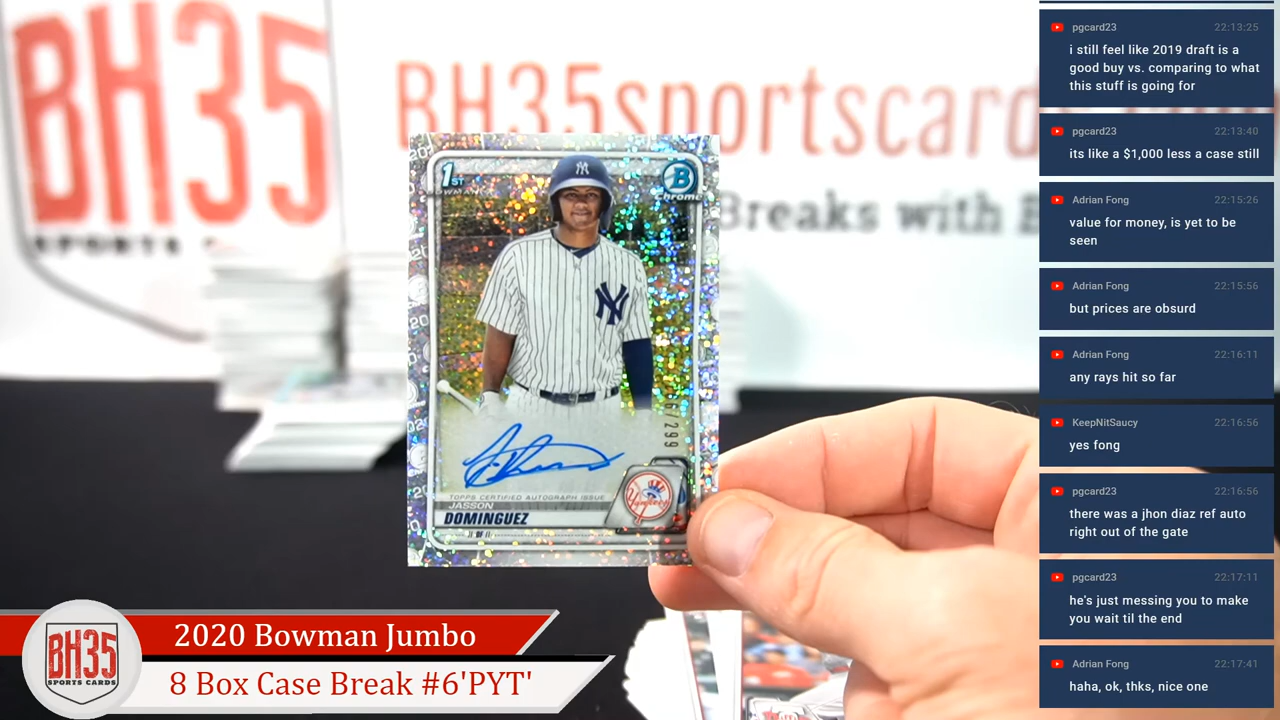 BH35
SPORTS
BH35sportscards
Breaks with
1ST
BOWMAN
B
Chrome
NY
NY
299
TOPPS CERTIFIED AUTOGRAPH ISSUE
JASSON
DOMINGUEZ
Yankees
BH35
SPORTS CARDS
2020 Bowman Jumbo
8 Box Case Break #6'PYT'
pgcard23 22:13:25
i still feel like 2019 draft is a
good buy vs. comparing to what
this stuff is going for
pgcard23 22:13:40
its like a $1,000 less a case still
Adrian Fong 22:15:26
value for money, is yet to be
seen
Adrian Fong 22:15:56
but prices are obsurd
Adrian Fong 22:16:11
any rays hit so far
KeepNitSaucy 22:16:56
yes fong
pgcard23 22:16:56
there was a jhon diaz ref auto
right out of the gate
pgcard23 22:17:11
he's just messing you to make
you wait til the end
Adrian Fong 22:17:41
haha, ok, thks, nice one